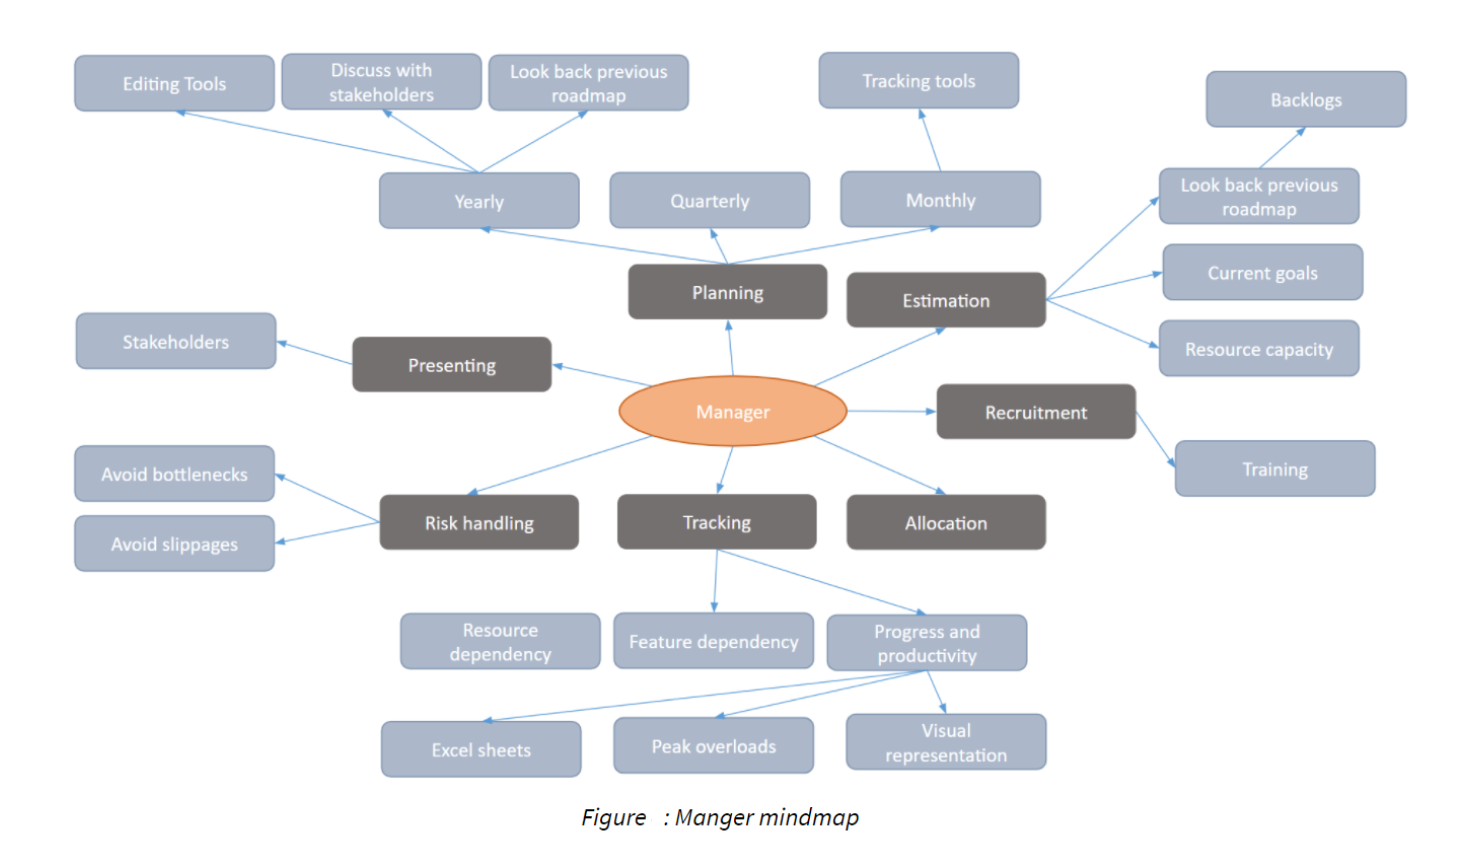 Editing Tools
Discuss with
stakeholders
Look back previous
roadmap
Tracking tools
Backlogs
Yearly
Quarterly
Monthly
Look back previous
roadmap
Planning
Estimation
Current goals
Stakeholders
Presenting
Resource capacity
Manager
Recruitment
Avoid bottlenecks
Training
Risk handling
Tracking
Allocation
Avoid slippages
Resource
dependency
Feature dependency
Progress and
productivity
Excel sheets
Peak overloads
Visual
representation
Figure : Manger mindmap